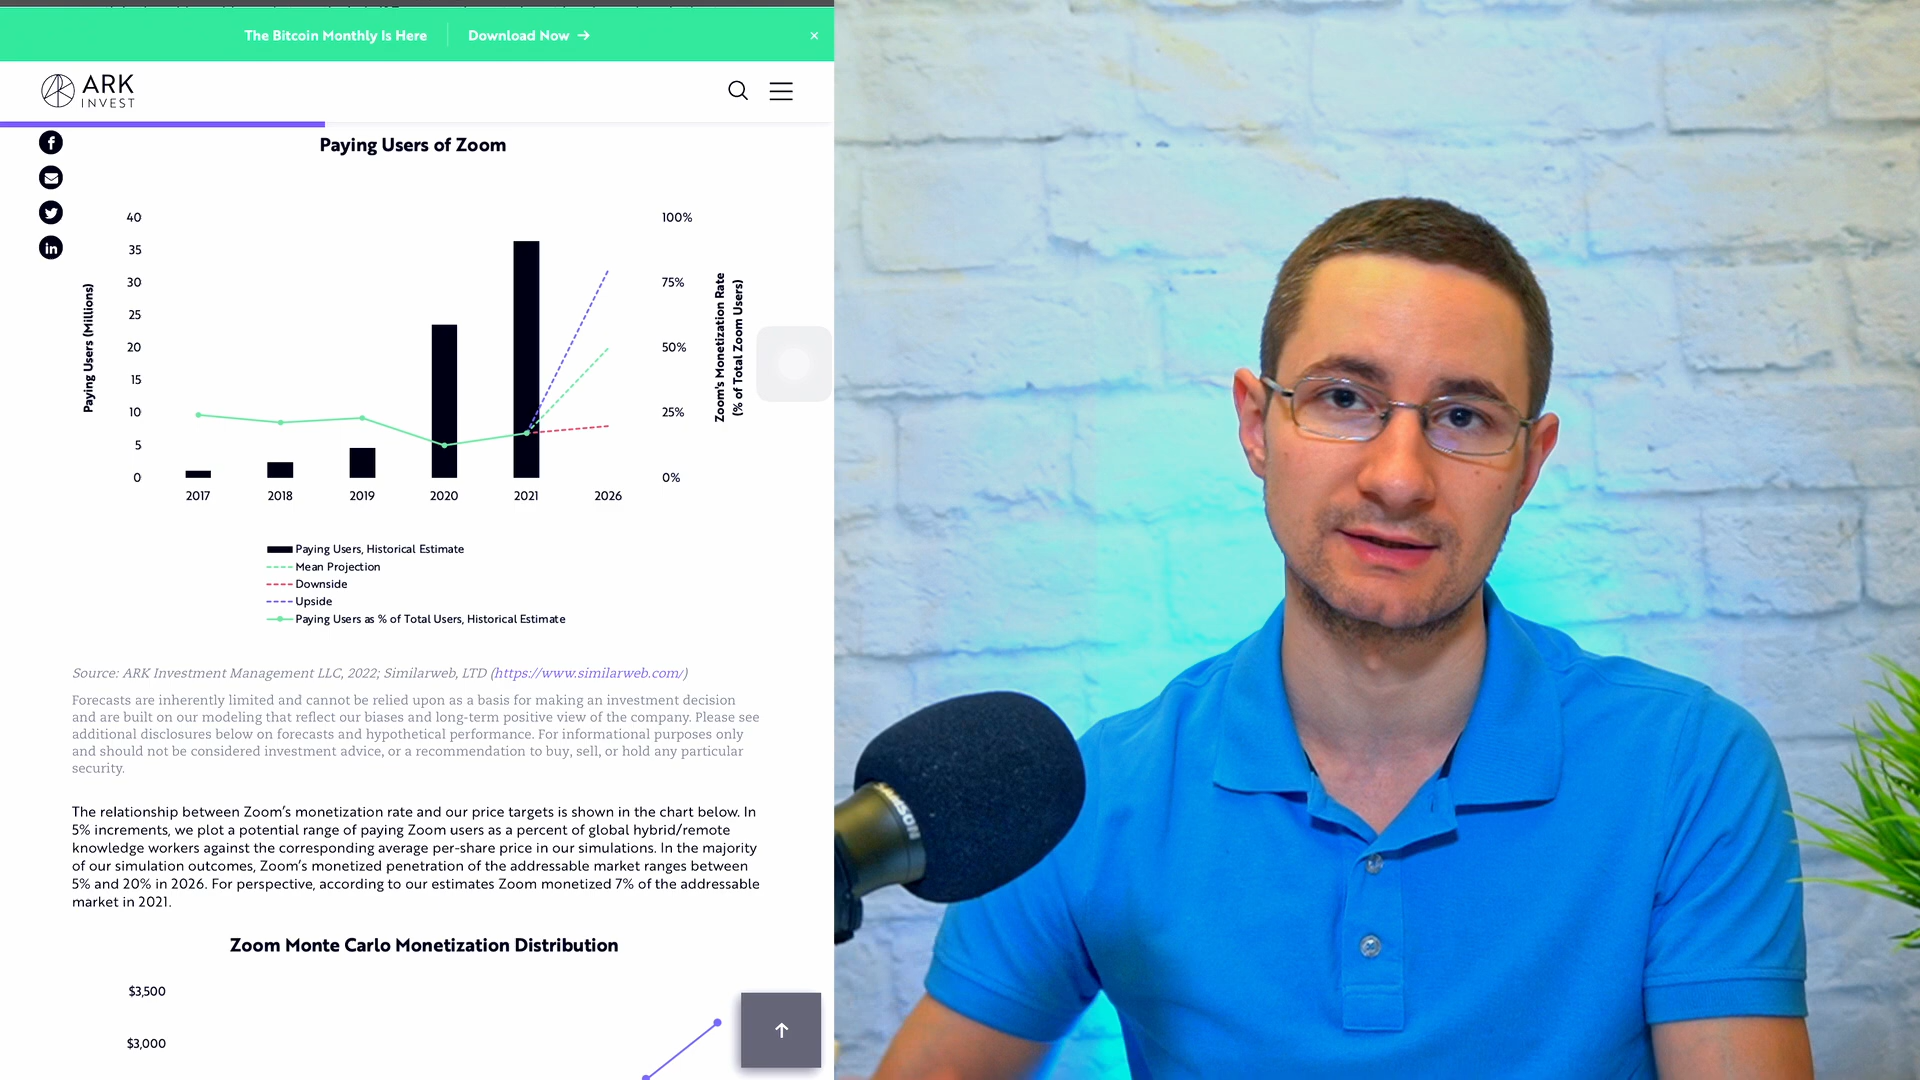 The Bitcoin Monthly Is Here
Download Now →
×
ARK
INVEST
Paying Users of Zoom
40
35
30
25
20
15
10
5
0
Paying Users (Millions)
100%
75%
50%
25%
0%
Zoom's Monetization Rate
(% of Total Zoom Users)
2017 2018 2019 2020 2021 2026
Paying Users, Historical Estimate
Mean Projection
Downside
Upside
Paying Users as % of Total Users, Historical Estimate
Source: ARK Investment Management LLC, 2022; Similarweb, LTD (https://www.similarweb.com/)
Forecasts are inherently limited and cannot be relied upon as a basis for making an investment decision
and are built on our modeling that reflect our biases and long-term positive view of the company. Please see
additional disclosures below on forecasts and hypothetical performance. For informational purposes only
and should not be considered investment advice, or a recommendation to buy, sell, or hold any particular
security.
The relationship between Zoom's monetization rate and our price targets is shown in the chart below. In
5% increments, we plot a potential range of paying Zoom users as a percent of global hybrid/remote
knowledge workers against the corresponding average per-share price in our simulations. In the majority
of our simulation outcomes, Zoom's monetized penetration of the addressable market ranges between
5% and 20% in 2026. For perspective, according to our estimates Zoom monetized 7% of the addressable
market in 2021.
Zoom Monte Carlo Monetization Distribution
$3,500
$3,000
SAMSON